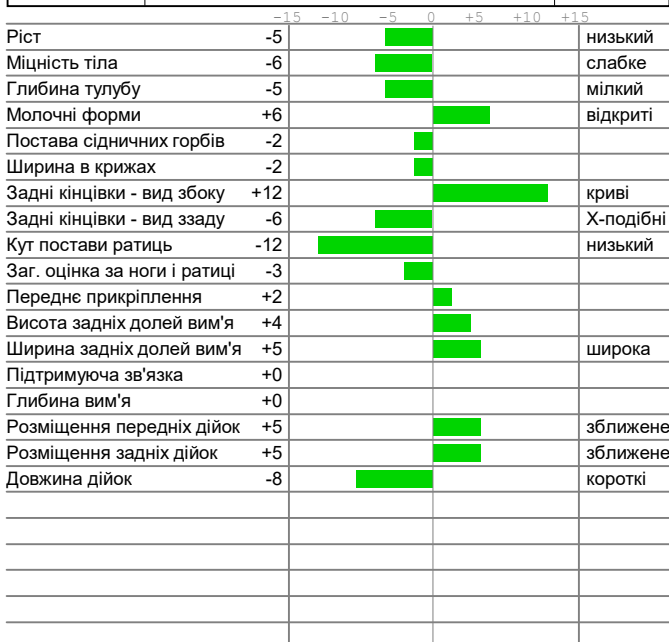 -15 -10 -5 0 +5 +10 +15
Ріст -5 низький
Міцність тіла -6 слабке
Глибина тулубу -5 мілкий
Молочні форми +6 відкриті
Постава сідничних горбів -2
Ширина в крижах -2
Задні кінцівки - вид збоку +12 криві
Задні кінцівки - вид ззаду -6 Х-подібні
Кут постави ратиць -12 низький
Заг. оцінка за ноги і ратиці -3
Переднє прикріплення +2
Висота задніх долей вим'я +4
Ширина задніх долей вим'я +5 широка
Підтримуюча зв'язка +0
Глибина вим'я +0
Розміщення передніх дійок +5 зближене
Розміщення задніх дійок +5 зближене
Довжина дійок -8 короткі